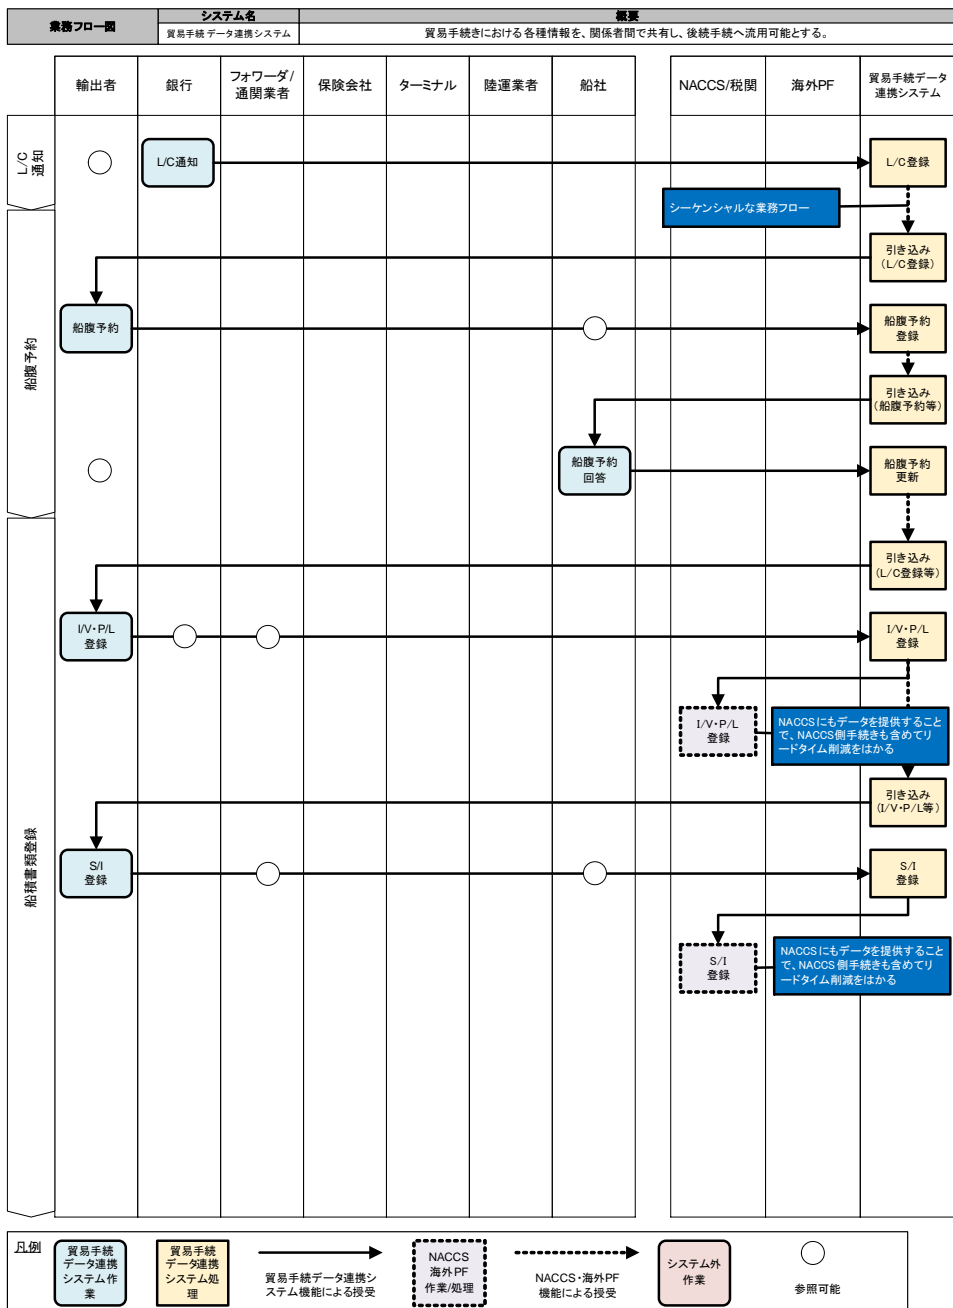 業務フロー図
システム名
概要
貿易手続データ連携システム
貿易手続きにおける各種情報を、関係者間で共有し、後続手続へ流用可能とする。
輸出者
銀行
フォワーダ/
通関業者
保険会社
ターミナル
陸運業者
船社
NACCS/税関
海外PF
貿易手続データ
連携システム
L/C
通知
L/C通知
L/C登録
シーケンシャルな業務フロー
引き込み
(L/C登録)
船腹予約
船腹予約
船腹予約
登録
引き込み
(船腹予約等)
船腹予約
回答
船腹予約
更新
引き込み
(L/C登録等)
船積書類登録
I/V・P/L
登録
I/V・P/L
登録
I/V・P/L
登録
NACCSにもデータを提供すること
で、NACCS側手続きも含めてリ
ードタイム削減をはかる
引き込み
(I/V・P/L等)
S/I
登録
S/I
登録
S/I
登録
NACCSにもデータを提供すること
で、NACCS側手続きも含めてリ
ードタイム削減をはかる
凡例
貿易手続
データ連携
システム作
業
貿易手続
データ連携
システム処
理
貿易手続データ連携シ
ステム機能による授受
NACCS
海外PF
作業/処理
NACCS・海外PF
機能による授受
システム外
作業
参照可能